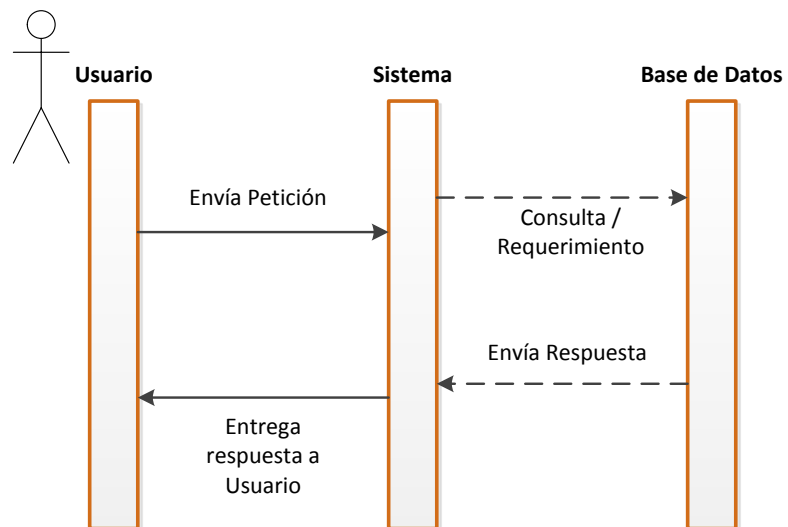 Usuario
Sistema
Base de Datos
Envía Petición
Consulta /
Requerimiento
Envía Respuesta
Entrega
respuesta a
Usuario